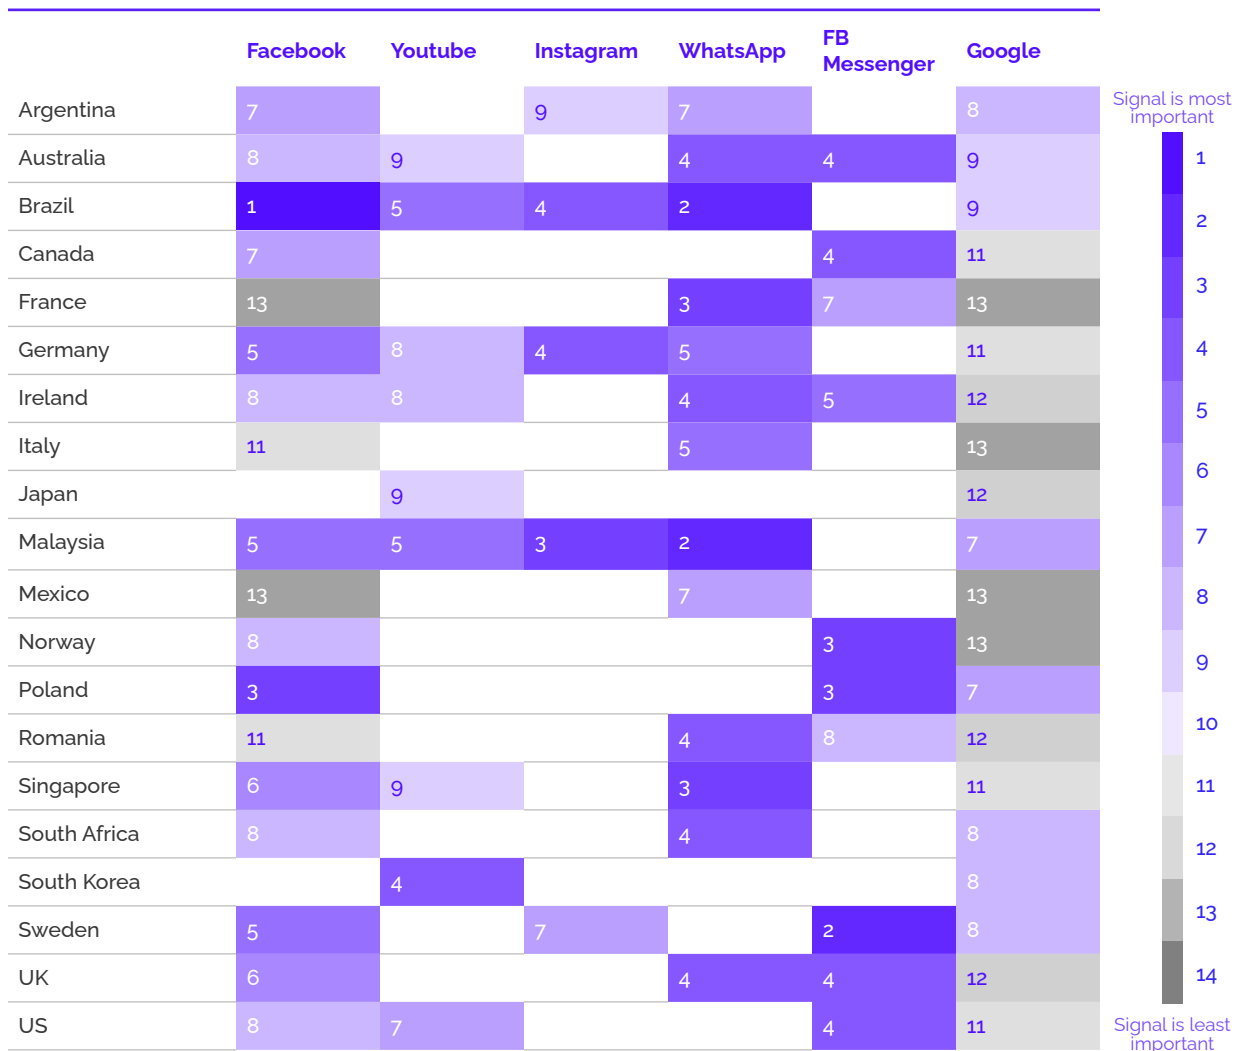 Facebook Youtube Instagram WhatsApp FB Messenger Google
Argentina 7 9 7 8
Australia 8 9 4 4 9
Brazil 1 5 4 2 9
Canada 7 4 11
France 13 3 7 13
Germany 5 8 4 5 11
Ireland 8 8 4 5 12
Italy 11 5 13
Japan 9 12
Malaysia 5 5 3 2 7
Mexico 13 7 13
Norway 8 3 13
Poland 3 3 7
Romania 11 4 8 12
Singapore 6 9 3 11
South Africa 8 4 8
South Korea 4 8
Sweden 5 7 2 8
UK 6 4 4 12
US 8 7 4 11
Signal is most
important
1
2
3
4
5
6
7
8
9
10
11
12
13
14
Signal is least
important